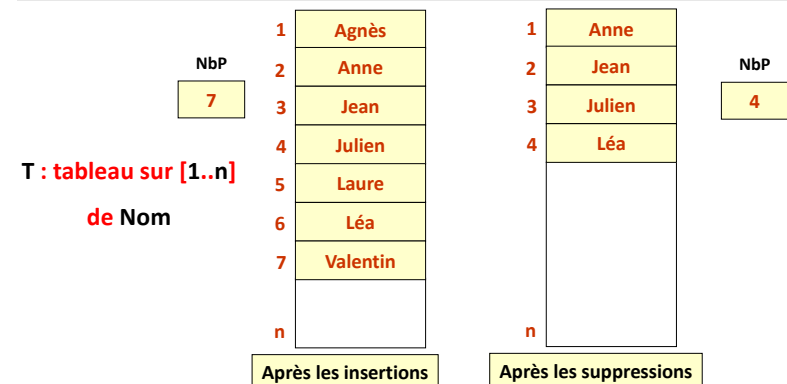 1 Agnès
2 Anne
3 Jean
4 Julien
5 Laure
6 Léa
7 Valentin
n
NbP
7
T : tableau sur [1..n]
de Nom
Après les insertions
1 Anne
2 Jean
3 Julien
4 Léa
n
NbP
4
Après les suppressions